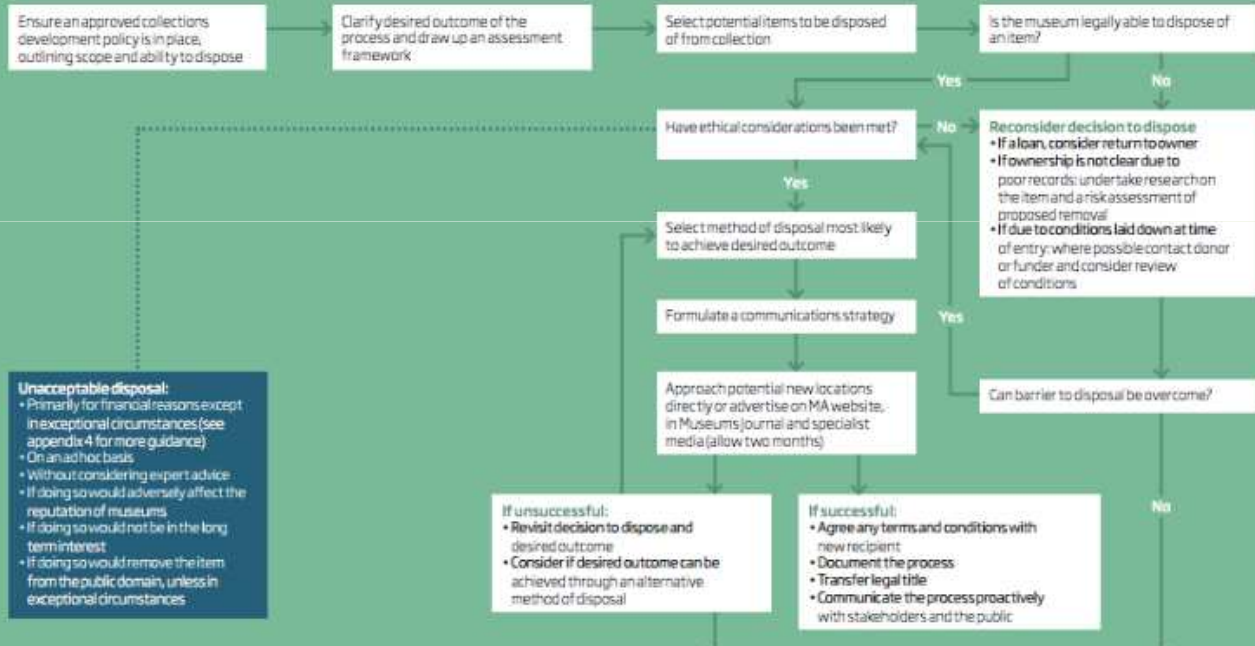 Ensure an approved collections
development policy is in place,
outlining scope and ability to dispose
Clarify desired outcome of the
process and draw up an assessment
framework
Select potential items to be disposed
of from collection
Is the museum legally able to dispose of
an item?
Yes
No
Have ethical considerations been met?
No
Reconsider decision to dispose
• If a loan, consider return to owner
• If ownership is not clear due to
poor records: undertake research on
the item and a risk assessment of
proposed removal
• If due to conditions laid down at time
of entry: where possible contact donor
or funder and consider review
of conditions
Yes
Select method of disposal most likely
to achieve desired outcome
Formulate a communications strategy
Yes
Unacceptable disposal:
• Primarily for financial reasons except
in exceptional circumstances (see
appendix 4 for more guidance)
• On an ad hoc basis
• Without considering expert advice
• If doing so would adversely affect the
reputation of museums
• If doing so would not be in the long
term interest
• If doing so would remove the item
from the public domain, unless in
exceptional circumstances
Approach potential new locations
directly or advertise on MA website,
in Museums Journal and specialist
media (allow two months)
Can barrier to disposal be overcome?
If unsuccessful:
• Revisit decision to dispose and
desired outcome
• Consider if desired outcome can be
achieved through an alternative
method of disposal
If successful:
• Agree any terms and conditions with
new recipient
• Document the process
• Transfer legal title
• Communicate the process proactively
with stakeholders and the public
No